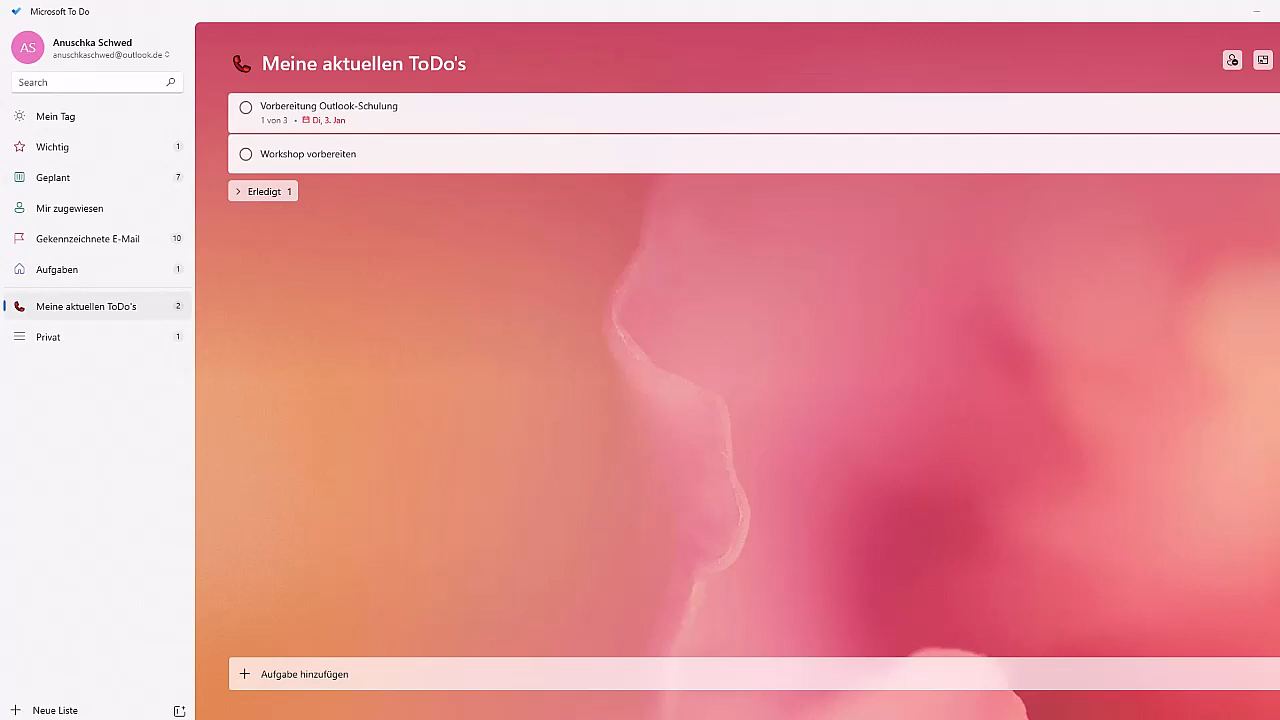 Microsoft To Do
AS
Anuschka Schwed
anuschkaschwed@outlook.de
Search
Mein Tag
Wichtig 1
Geplant 7
Mir zugewiesen
Gekennzeichnete E-Mail 10
Aufgaben 1
Meine aktuellen ToDo's 2
Privat 1
Neue Liste
Meine aktuellen ToDo's
Vorbereitung Outlook-Schulung
1 von 3 • Di, 3. Jan
Workshop vorbereiten
Erledigt 1
Aufgabe hinzufügen